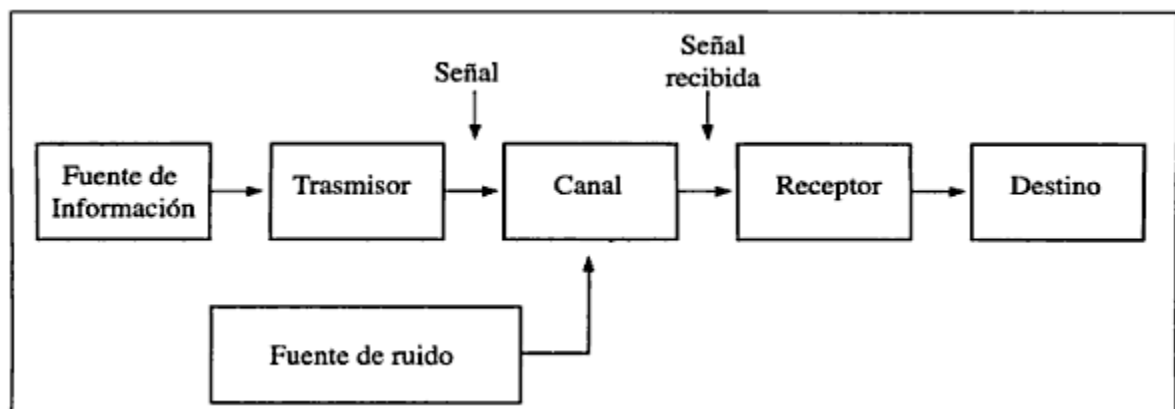 Señal
Señal
recibida
Fuente de
Información
Trasmisor
Canal
Receptor
Destino
Fuente de ruido